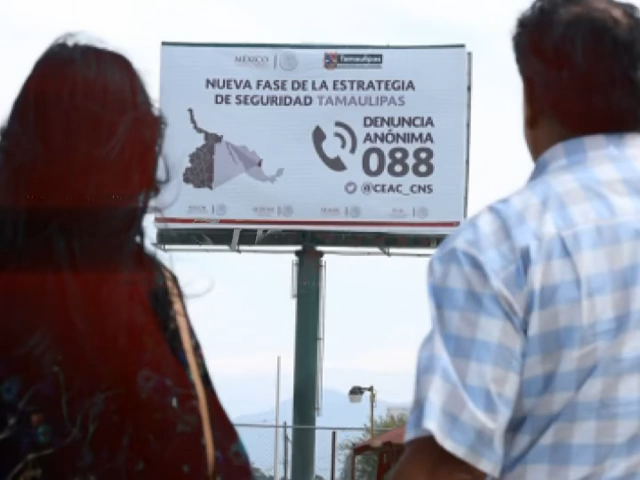 MÉXICO
Tamaulipas
NUEVA FASE DE LA ESTRATEGIA
DE SEGURIDAD TAMAULIPAS
DENUNCIA
ANÓNIMA
088
@CEAC_CNS